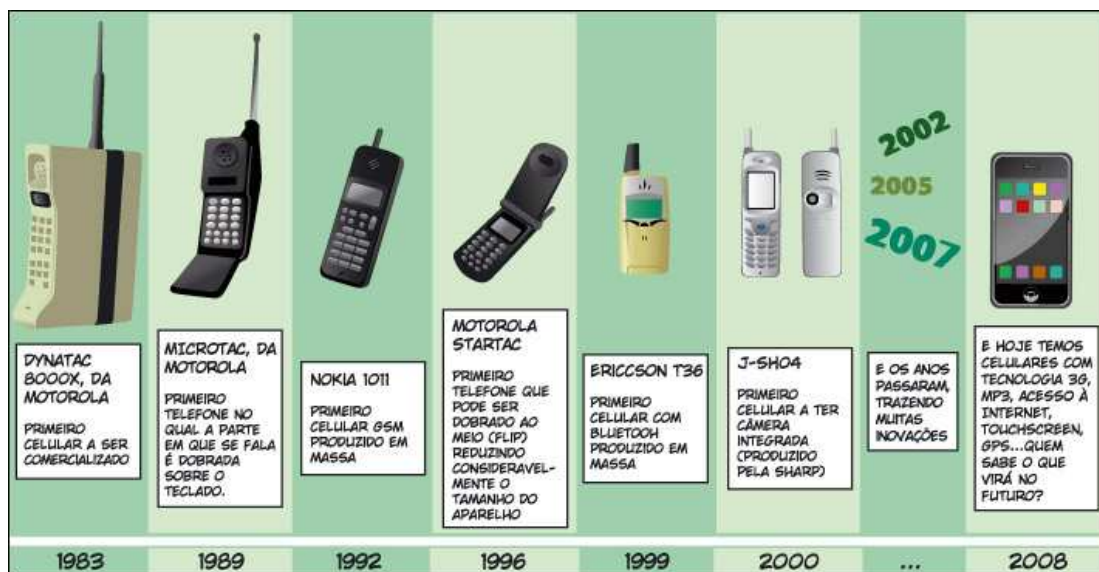 DYNATAC
8000X, DA
MOTOROLA
PRIMEIRO
CELULAR A SER
COMERCIALIZADO
MICROTAC, DA
MOTOROLA
PRIMEIRO
TELEFONE NO
QUAL A PARTE
EM QUE SE FALA
É DOBRADA
SOBRE O
TECLADO.
NOKIA 1011
PRIMEIRO
CELULAR GSM
PRODUZIDO EM
MASSA
MOTOROLA
STARTAC
PRIMEIRO
TELEFONE QUE
PODE SER
DOBRADO AO
MEIO (FLIP)
REDUZINDO
CONSIDERAVEL-
MENTE O
TAMANHO DO
APARELHO
ERICCSON T36
PRIMEIRO
CELULAR COM
BLUETOOH
PRODUZIDO EM
MASSA
J-SH04
PRIMEIRO
CELULAR A TER
CÂMERA
INTEGRADA
(PRODUZIDO
PELA SHARP)
2002
2005
2007
E OS ANOS
PASSARAM,
TRAZENDO
MUITAS
INOVAÇÕES
E HOJE TEMOS
CELULARES COM
TECNOLOGIA 3G,
MP3, ACESSO À
INTERNET,
TOUCHSCREEN,
GPS...QUEM
SABE O QUE
VIRÁ NO
FUTURO?
1983 1989 1992 1996 1999 2000 ... 2008